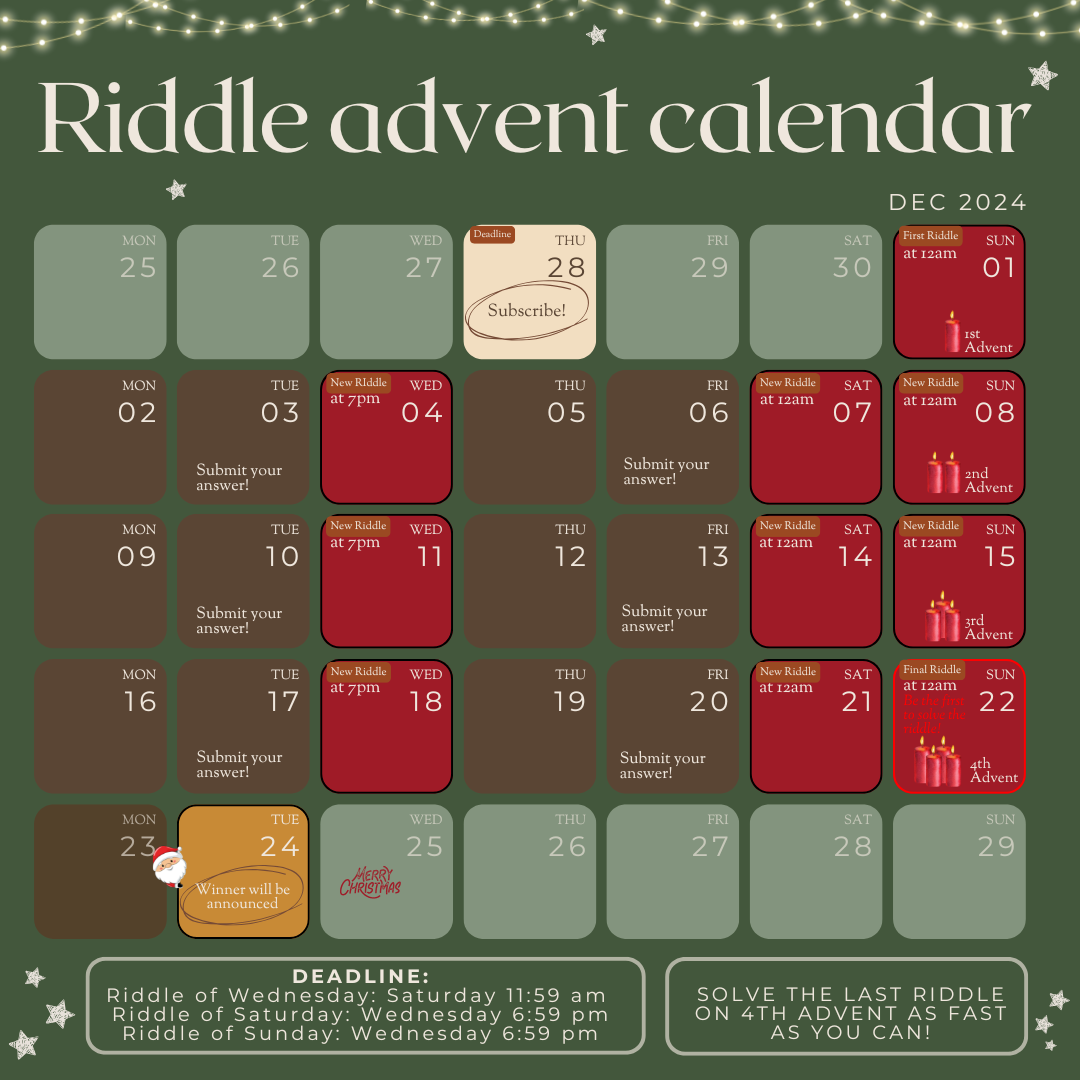 Riddle advent calendar
DEC 2024
MON
25
TUE
26
WED
27
Deadline
THU
28
Subscribe!
FRI
29
SAT
30
First Riddle
SUN
at 12am
01
1st
Advent
MON
02
TUE
03
Submit your
answer!
New RIddle
WED
at 7pm
04
THU
05
FRI
06
Submit your
answer!
New Riddle
SAT
at 12am
07
New Riddle
SUN
at 12am
08
2nd
Advent
MON
09
TUE
10
Submit your
answer!
New Riddle
WED
at 7pm
11
THU
12
FRI
13
Submit your
answer!
New Riddle
SAT
at 12am
14
New Riddle
SUN
at 12am
15
3rd
Advent
MON
16
TUE
17
Submit your
answer!
New Riddle
WED
at 7pm
18
THU
19
FRI
20
Submit your
answer!
New Riddle
SAT
at 12am
21
Final Riddle
SUN
at 12am
22
Be the first
to solve the
riddle!
4th
Advent
MON
23
TUE
24
Winner will be
announced
WED
25
MERRY
CHRISTMAS
THU
26
FRI
27
SAT
28
SUN
29
DEADLINE:
Riddle of Wednesday: Saturday 11:59 am
Riddle of Saturday: Wednesday 6:59 pm
Riddle of Sunday: Wednesday 6:59 pm
SOLVE THE LAST RIDDLE
ON 4TH ADVENT AS FAST
AS YOU CAN!